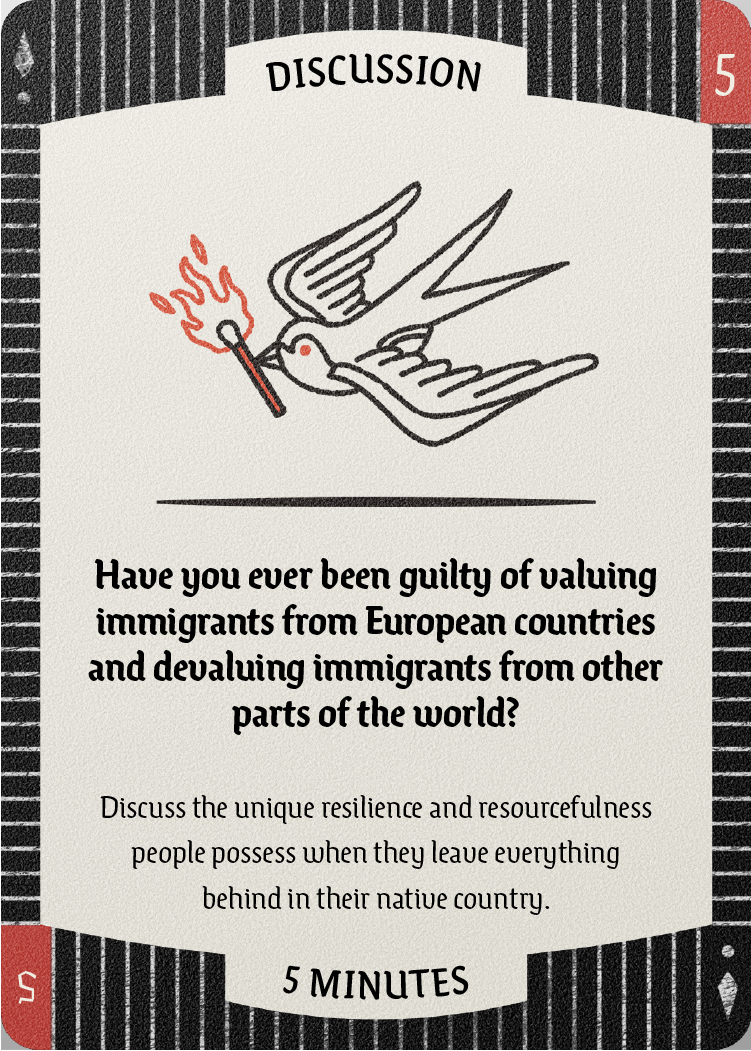 DISCUSSION
5
Have you ever been guilty of valuing
immigrants from European countries
and devaluing immigrants from other
parts of the world?
Discuss the unique resilience and resourcefulness
people possess when they leave everything
behind in their native country.
5 MINUTES
5